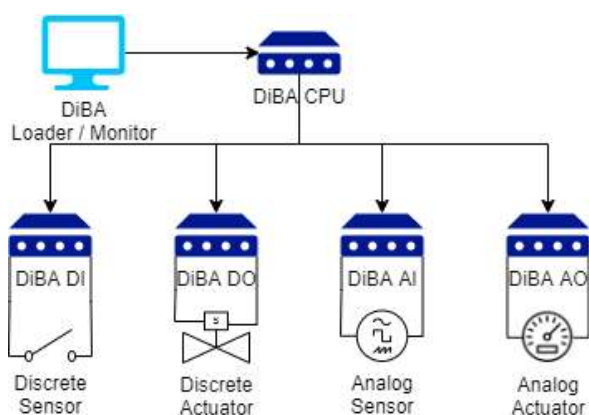 DiBA
Loader / Monitor
DiBA CPU
DiBA DI
DiBA DO
DiBA AI
DiBA AO
S
Discrete
Sensor
Discrete
Actuator
Analog
Sensor
Analog
Actuator